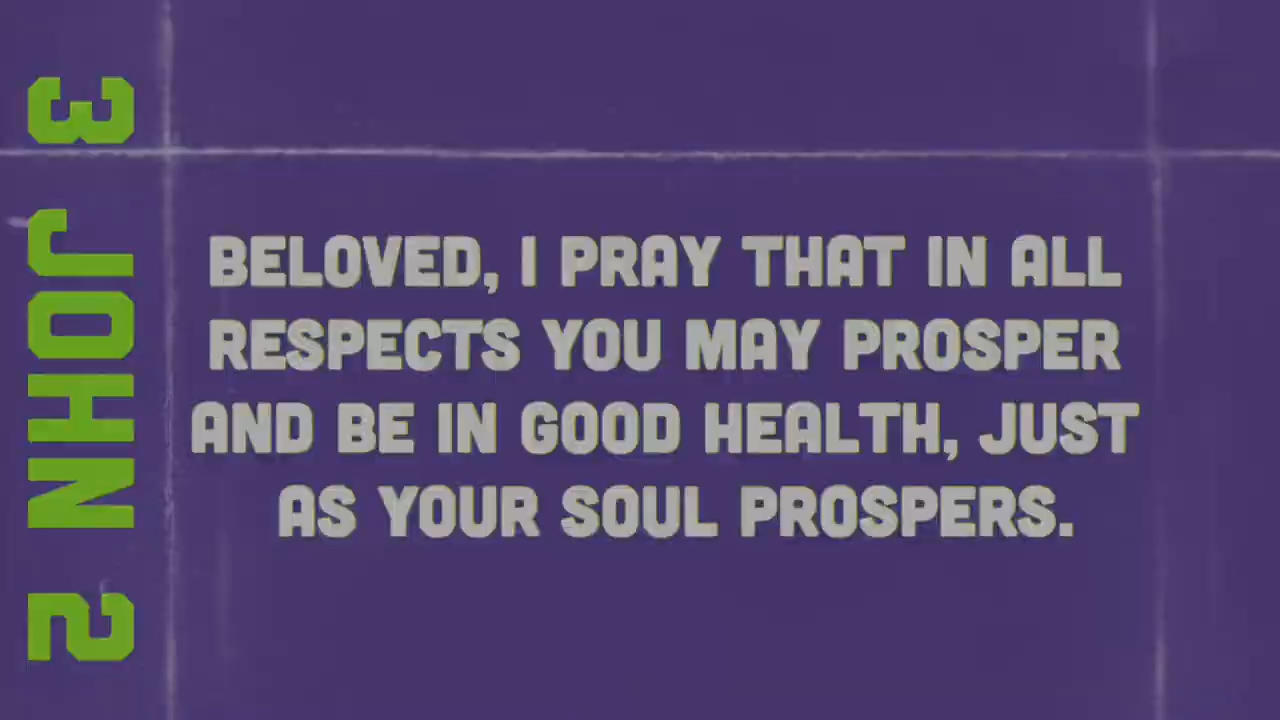 3 JOHN 2
BELOVED, I PRAY THAT IN ALL
RESPECTS YOU MAY PROSPER
AND BE IN GOOD HEALTH, JUST
AS YOUR SOUL PROSPERS.